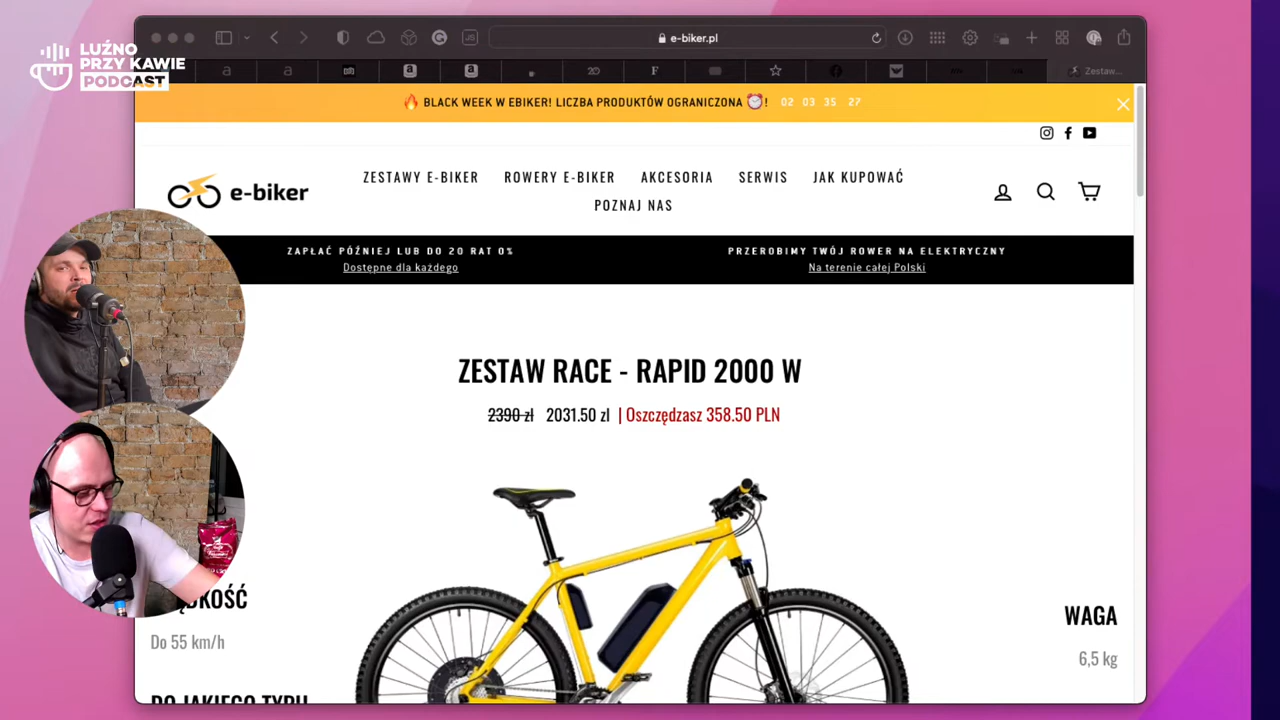 LUŹNO
PRZY KAWIE
PODCAST
e-biker.pl
Zestaw...
🔥 BLACK WEEK W EBIKER! LICZBA PRODUKTÓW OGRANICZONA ⏰! 02 03 35 27
e-biker
ZESTAWY E-BIKER ROWERY E-BIKER AKCESORIA SERWIS JAK KUPOWAĆ
POZNAJ NAS
ZAPŁAĆ PÓŹNIEJ LUB DO 20 RAT 0%
Dostępne dla każdego
PRZEROBIMY TWÓJ ROWER NA ELEKTRYCZNY
Na terenie całej Polski
ZESTAW RACE - RAPID 2000 W
2390 zł 2031.50 zl | Oszczędzasz 358.50 PLN
Do 55 km/h
WAGA
6,5 kg